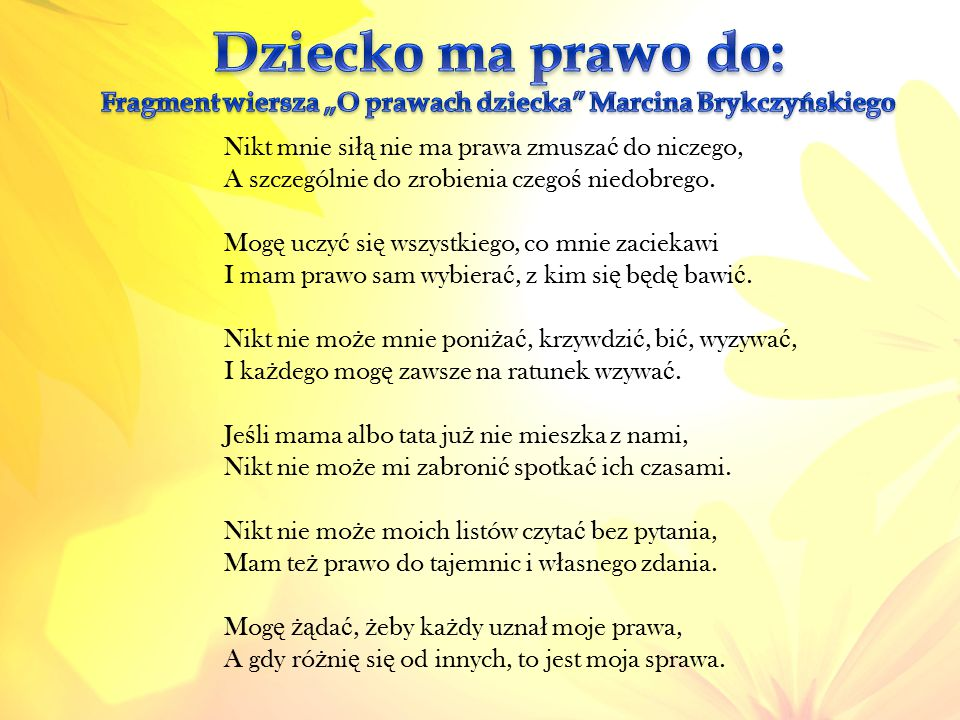 Dziecko ma prawo do:
Fragment wiersza „O prawach dziecka” Marcina Brykczyńskiego
Nikt mnie siłą nie ma prawa zmuszać do niczego,
A szczególnie do zrobienia czegoś niedobrego.
Mogę uczyć się wszystkiego, co mnie zaciekawi
I mam prawo sam wybierać, z kim się będę bawić.
Nikt nie może mnie poniżać, krzywdzić, bić, wyzywać,
I każdego mogę zawsze na ratunek wzywać.
Jeśli mama albo tata już nie mieszka z nami,
Nikt nie może mi zabronić spotkać ich czasami.
Nikt nie może moich listów czytać bez pytania,
Mam też prawo do tajemnic i własnego zdania.
Mogę żądać, żeby każdy uznał moje prawa,
A gdy różnię się od innych, to jest moja sprawa.